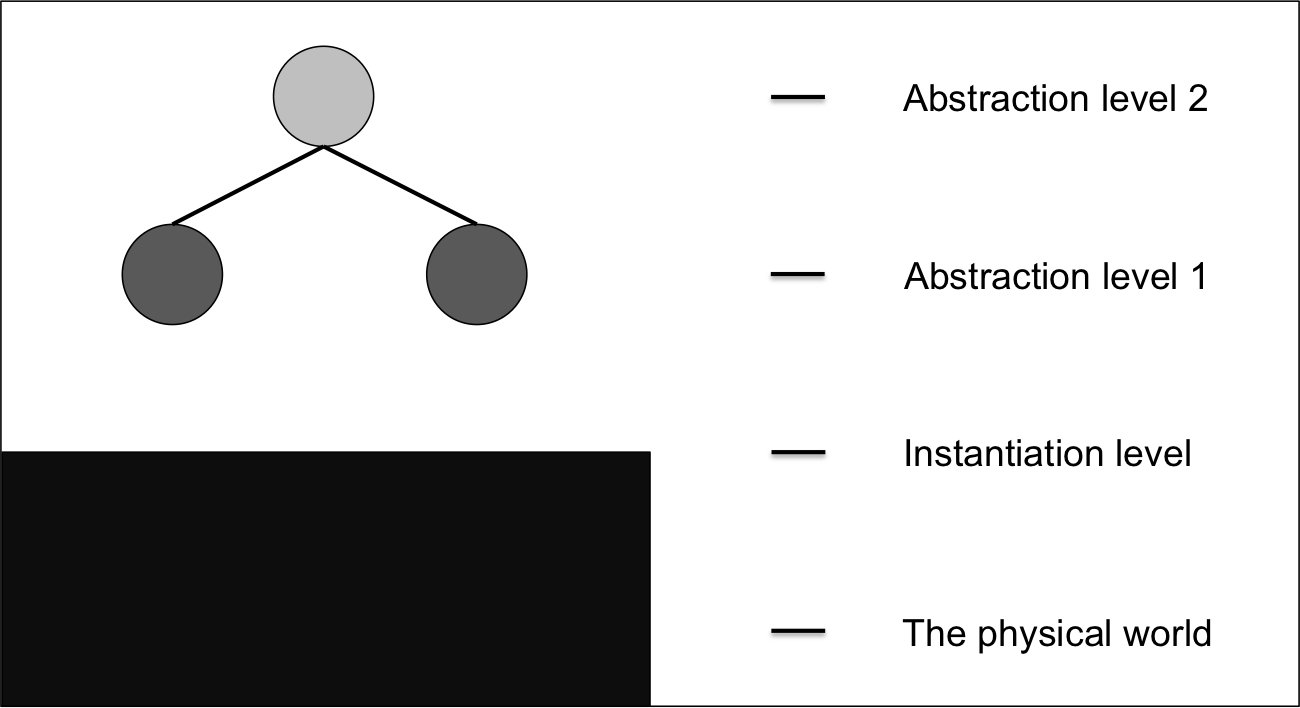 Abstraction level 2
Abstraction level 1
Instantiation level
The physical world